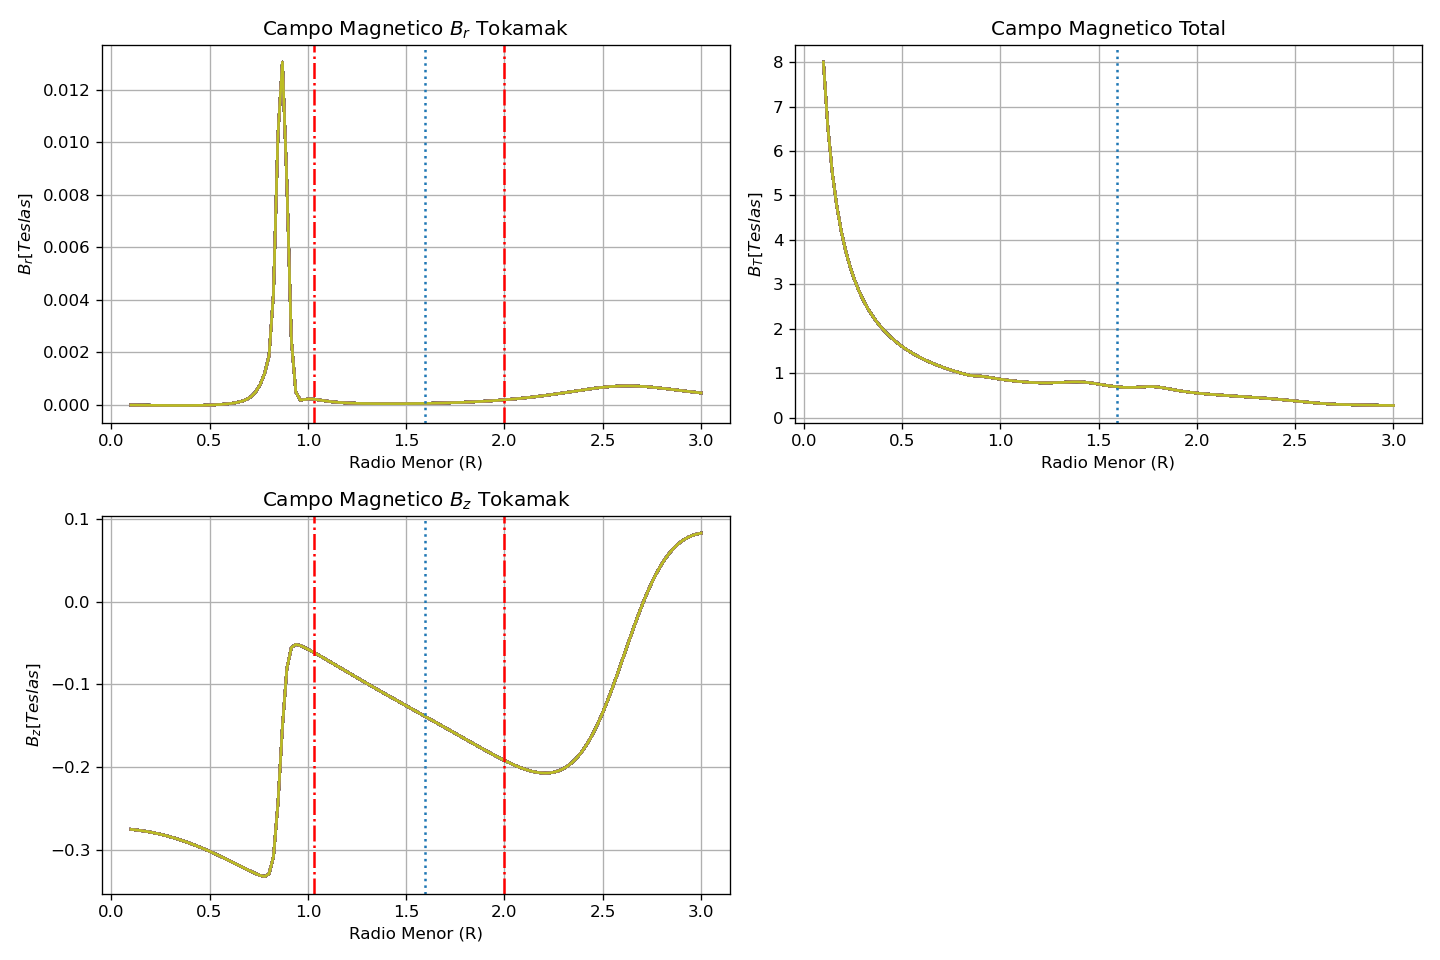 Campo Magnetico $B_r$ Tokamak
0.012
0.010
0.008
0.006
0.004
0.002
0.000
$B_r[Teslas]$
0.0 0.5 1.0 1.5 2.0 2.5 3.0
Radio Menor (R)
Campo Magnetico Total
8
7
6
5
4
3
2
1
0
$B_T[Teslas]$
0.0 0.5 1.0 1.5 2.0 2.5 3.0
Radio Menor (R)
Campo Magnetico $B_z$ Tokamak
0.1
0.0
−0.1
−0.2
−0.3
$B_z[Teslas]$
0.0 0.5 1.0 1.5 2.0 2.5 3.0
Radio Menor (R)